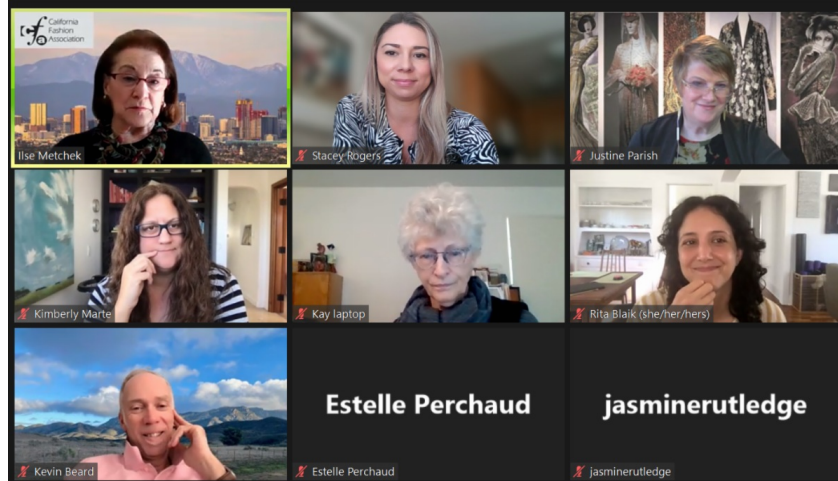 California
Fashion
Association
cfa
Ilse Metchek
Stacey Rogers
Justine Parish
Kimberly Marte
Kay laptop
Rita Blaik (she/her/hers)
Kevin Beard
Estelle Perchaud
Estelle Perchaud
jasminerutledge
jasminerutledge